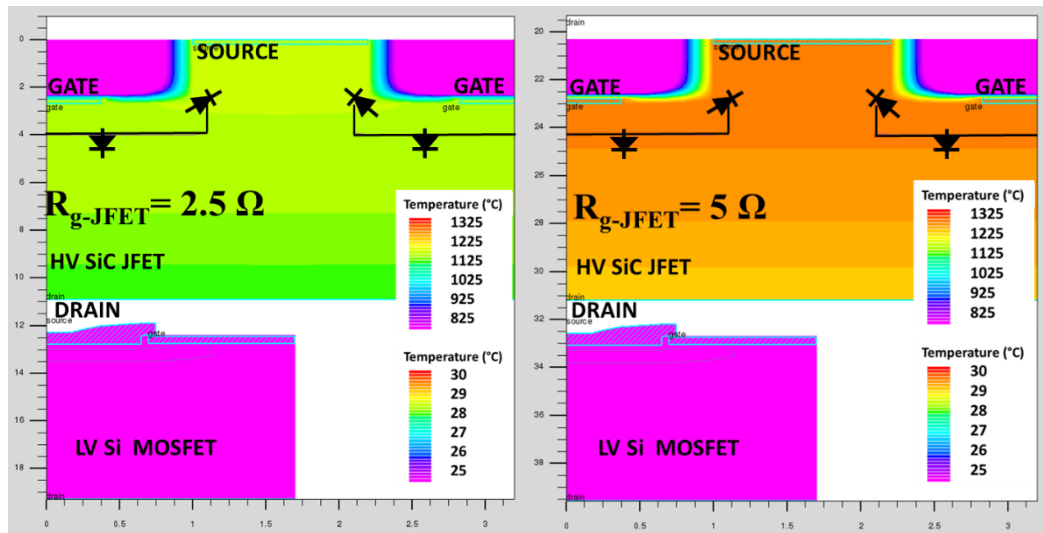 0
2
4
6
8
10
12
14
16
18
SOURCE
source
GATE
gate
GATE
gate
R_g-JFET = 2.5 Ω
HV SiC JFET
Temperature (°C)
1325
1225
1125
1025
925
825
drain
DRAIN
source
gate
Temperature (°C)
30
29
28
27
26
25
LV Si MOSFET
drain
0 0.5 1 1.5 2 2.5 3
20
22
24
26
28
30
32
34
36
38
drain
SOURCE
source
GATE
gate
GATE
gate
R_g-JFET = 5 Ω
HV SiC JFET
Temperature (°C)
1325
1225
1125
1025
925
825
drain
DRAIN
source
gate
Temperature (°C)
30
29
28
27
26
25
LV Si MOSFET
drain
0 0.5 1 1.5 2 2.5 3